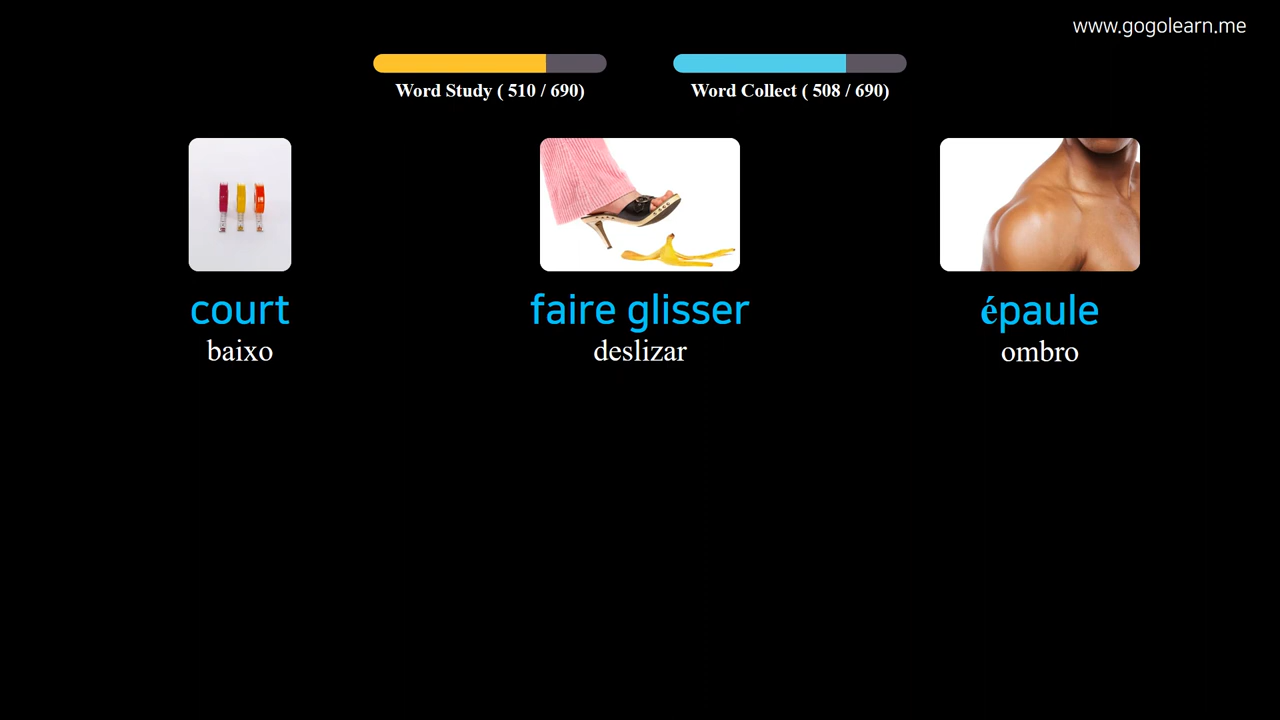 www.gogolearn.me
Word Study ( 510 / 690)
Word Collect ( 508 / 690)
court
baixo
faire glisser
deslizar
épaule
ombro